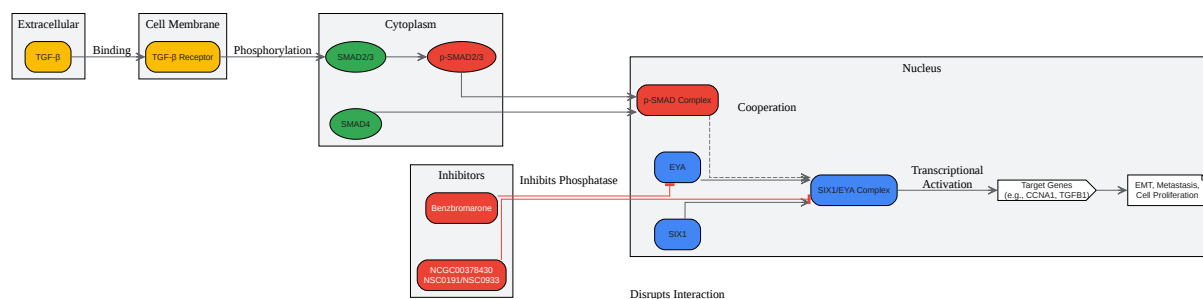 Extracellular
TGF-β
Binding
Cell Membrane
TGF-β Receptor
Phosphorylation
Cytoplasm
SMAD2/3
p-SMAD2/3
SMAD4
Inhibitors
Benzbromarone
NCGC00378430
NSC0191/NSC0933
Inhibits Phosphatase
Nucleus
p-SMAD Complex
Cooperation
EYA
SIX1
SIX1/EYA Complex
Transcriptional
Activation
Target Genes
(e.g., CCNA1, TGFB1)
EMT, Metastasis,
Cell Proliferation
Disrupts Interaction